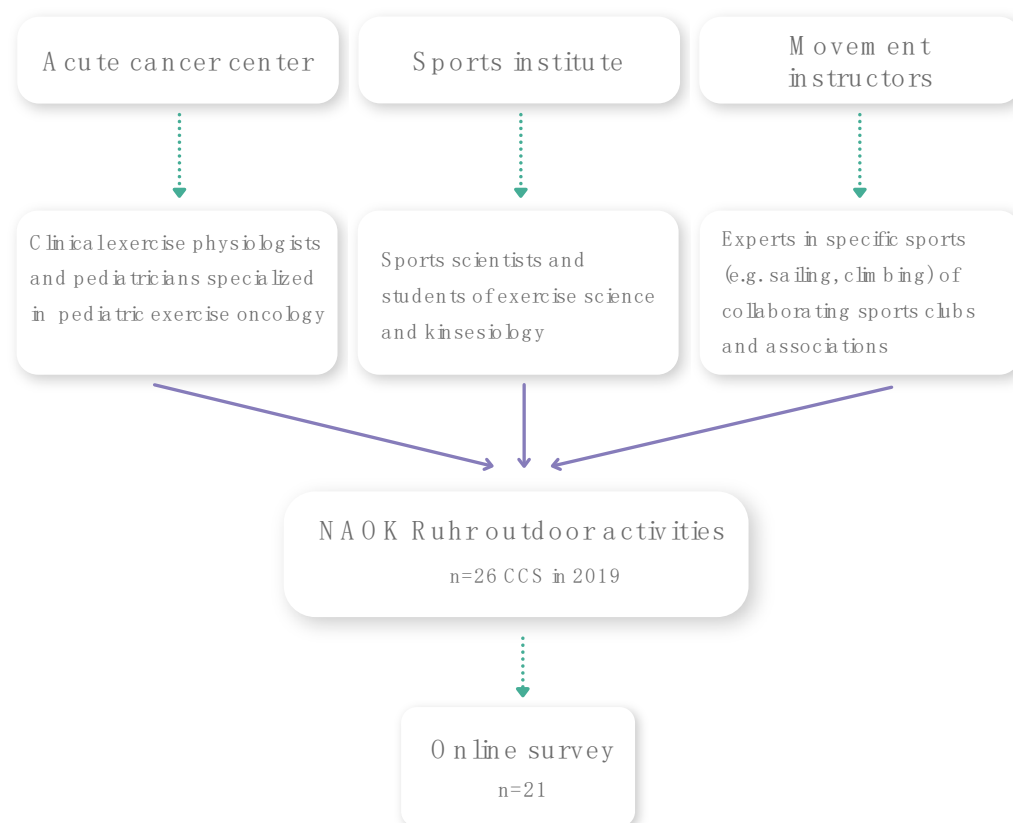 Acute cancer center
Sports institute
Movement
instructors
Clinical exercise physiologists
and pediatricians specialized
in pediatric exercise oncology
Sports scientists and
students of exercise science
and kinsesiology
Experts in specific sports
(e.g. sailing, climbing) of
collaborating sports clubs
and associations
NAOK Ruhr outdoor activities
n=26 CCS in 2019
Online survey
n=21